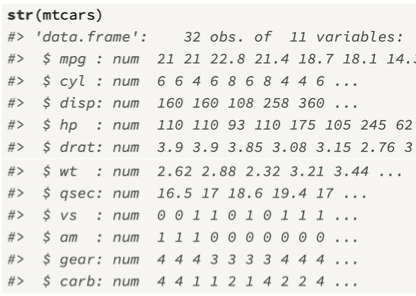 str(mtcars)
#> 'data.frame': 32 obs. of 11 variables:
#> $ mpg : num 21 21 22.8 21.4 18.7 18.1 14.
#> $ cyl : num 6 6 4 6 8 6 8 4 4 6 ...
#> $ disp: num 160 160 108 258 360 ...
#> $ hp : num 110 110 93 110 175 105 245 62
#> $ drat: num 3.9 3.9 3.85 3.08 3.15 2.76 3
#> $ wt : num 2.62 2.88 2.32 3.21 3.44 ...
#> $ qsec: num 16.5 17 18.6 19.4 17 ...
#> $ vs : num 0 0 1 1 0 1 0 1 1 1 ...
#> $ am : num 1 1 1 0 0 0 0 0 0 0 ...
#> $ gear: num 4 4 4 3 3 3 3 4 4 4 ...
#> $ carb: num 4 4 1 1 2 1 4 2 2 4 ...